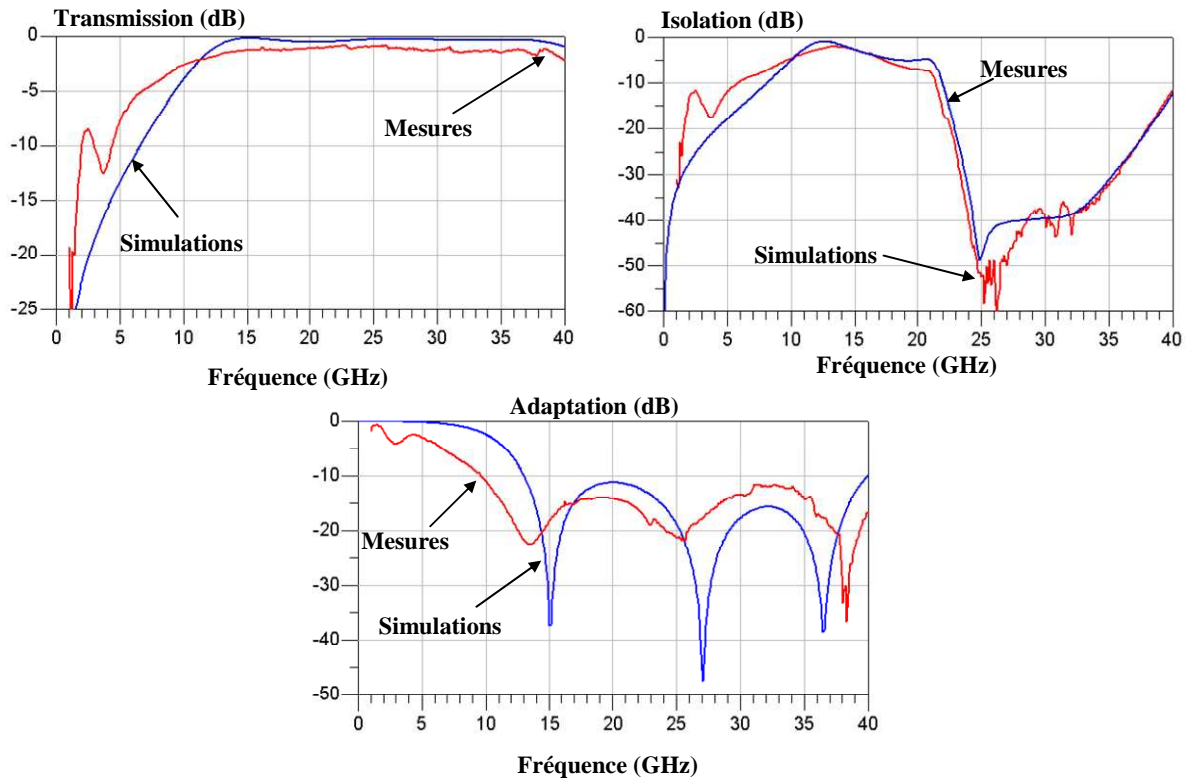 Transmission (dB)
0
-5
-10
-15
-20
-25
0 5 10 15 20 25 30 35 40
Mesures
Simulations
Fréquence (GHz)
Isolation (dB)
0
-10
-20
-30
-40
-50
-60
0 5 10 15 20 25 30 35 40
Mesures
Simulations
Fréquence (GHz)
Adaptation (dB)
0
-10
-20
-30
-40
-50
0 5 10 15 20 25 30 35 40
Mesures
Simulations
Fréquence (GHz)